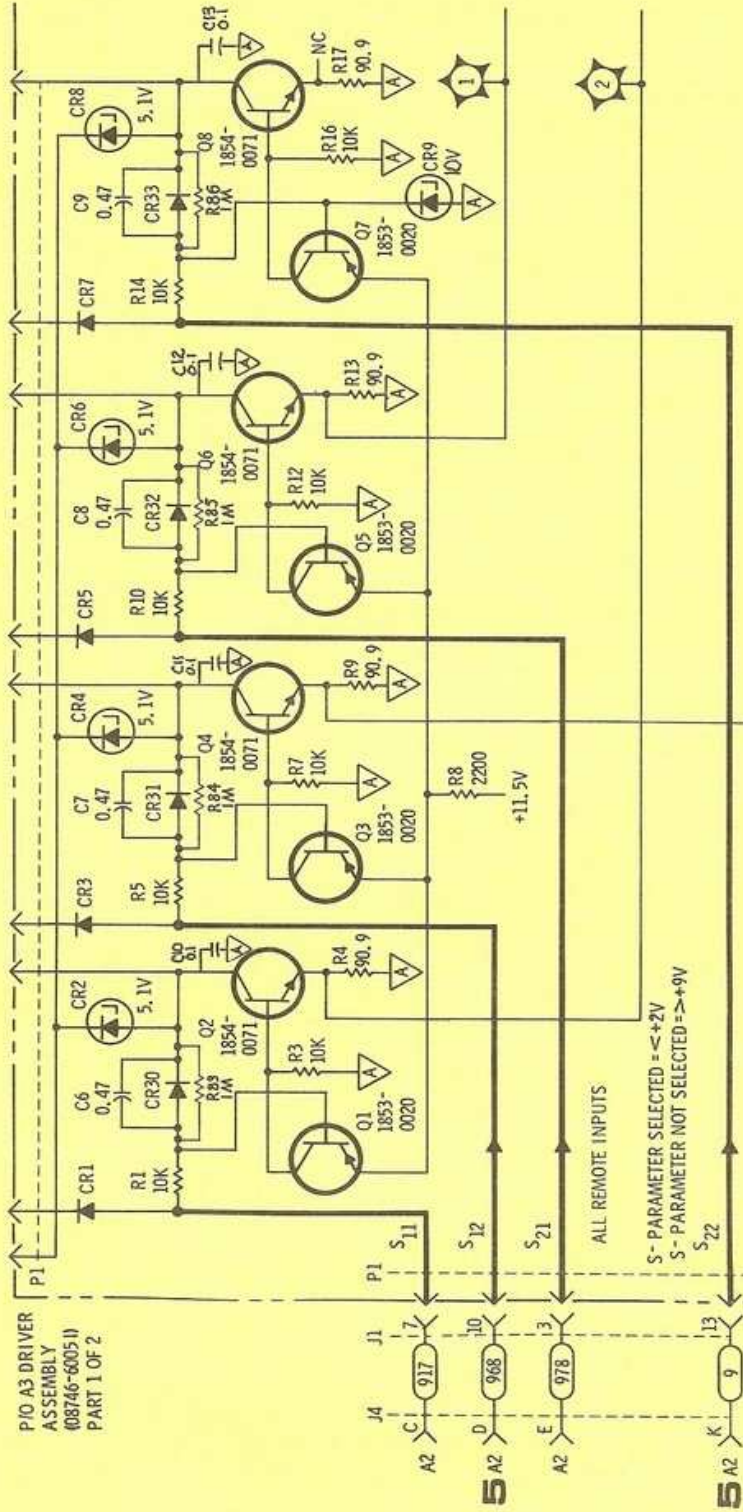 P/O A3 DRIVER
ASSEMBLY
(08746-60051)
PART 1 OF 2
P1
CR1
R1
10K
C6
0.47
CR30
R83
1M
CR2
5.1V
Q2
1854-
0071
C10
0.1
A
R3
10K
A
R4
90.9
A
Q1
1853-
0020
CR3
R5
10K
C7
0.47
CR31
R84
1M
CR4
5.1V
Q4
1854-
0071
C11
0.1
A
R7
10K
A
R9
90.9
A
Q3
1853-
0020
R8
2200
+11.5V
CR5
R10
10K
C8
0.47
CR32
R85
1M
CR6
5.1V
Q6
1854-
0071
C12
0.1
A
R12
10K
A
R13
90.9
A
Q5
1853-
0020
CR7
R14
10K
C9
0.47
CR33
R86
1M
CR8
5.1V
Q8
1854-
0071
C13
0.1
A
NC
R17
90.9
A
R16
10K
A
CR9
10V
A
Q7
1853-
0020
1
2
J4
J1
P1
A2
C
917
7
S11
5
A2
D
968
10
S12
A2
E
978
3
S21
ALL REMOTE INPUTS
S- PARAMETER SELECTED = <+2V
S- PARAMETER NOT SELECTED = >+9V
5
A2
K
9
13
S22